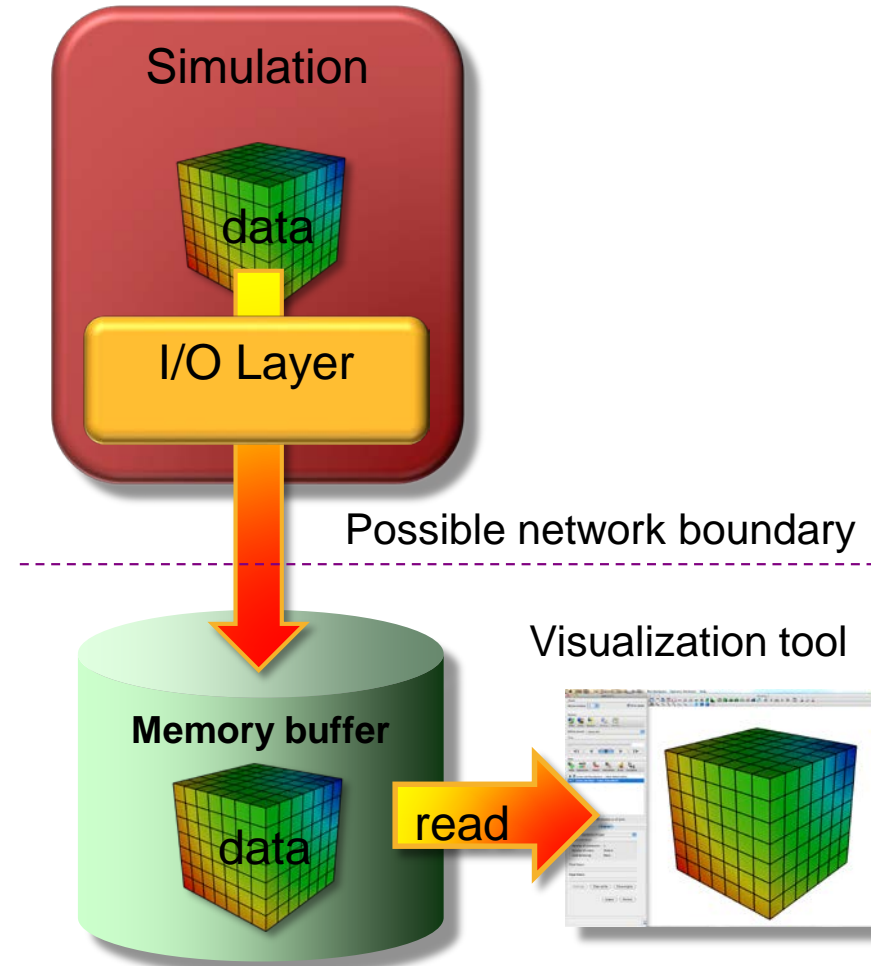 Simulation
data
I/O Layer
Possible network boundary
Visualization tool
Memory buffer
data
read